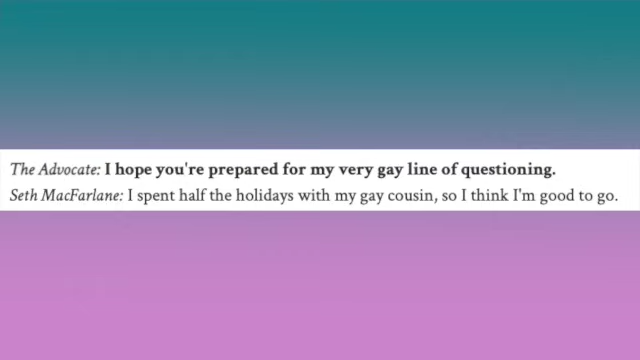 The Advocate: I hope you're prepared for my very gay line of questioning.
Seth MacFarlane: I spent half the holidays with my gay cousin, so I think I'm good to go.